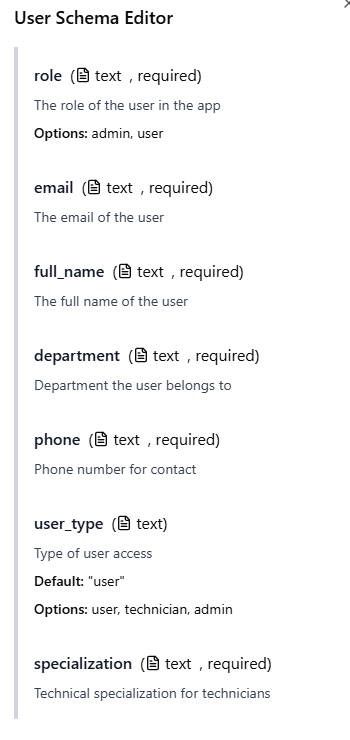 User Schema Editor
role (text , required)
The role of the user in the app
Options: admin, user
email (text , required)
The email of the user
full_name (text , required)
The full name of the user
department (text , required)
Department the user belongs to
phone (text , required)
Phone number for contact
user_type (text)
Type of user access
Default: "user"
Options: user, technician, admin
specialization (text , required)
Technical specialization for technicians